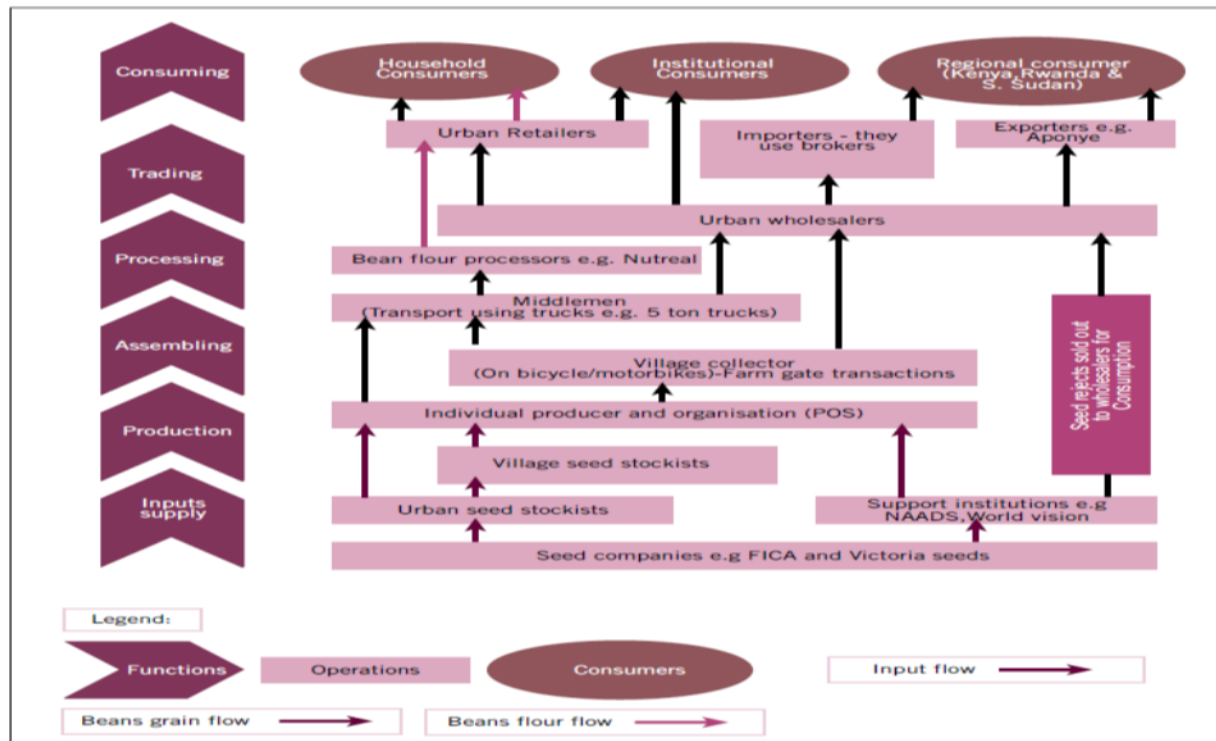 Consuming
Household
Consumers
Institutional
Consumers
Regional consumer
(Kenya,Rwanda &
S. Sudan)
Urban Retailers
Importers - they
use brokers
Exporters e.g.
Aponye
Trading
Urban wholesalers
Processing
Bean flour processors e.g. Nutreal
Middlemen
(Transport using trucks e.g. 5 ton trucks)
Assembling
Village collector
(On bicycle/motorbikes)-Farm gate transactions
Seed rejects sold out
to wholesalers for
Consumption
Individual producer and organisation (POS)
Production
Village seed stockists
Inputs
supply
Urban seed stockists
Support institutions e.g
NAADS,World vision
Seed companies e.g FICA and Victoria seeds
Legend:
Functions
Operations
Consumers
Input flow
Beans grain flow
Beans flour flow